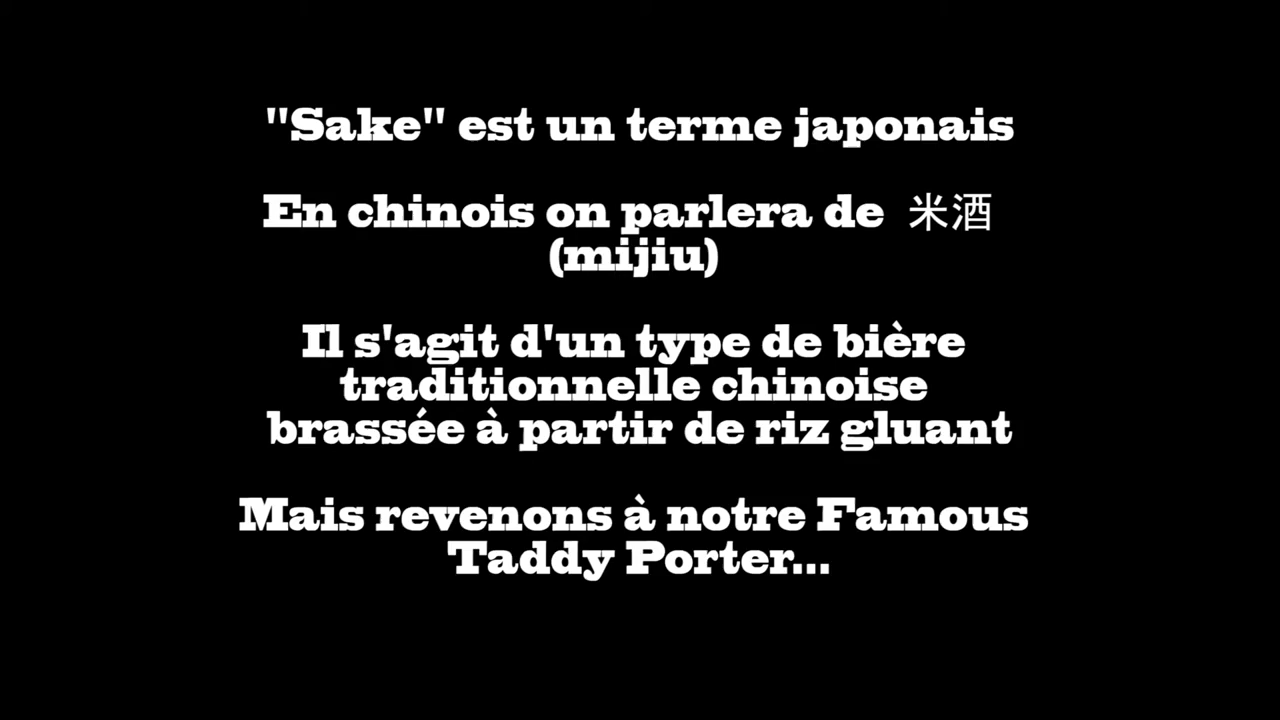 "Sake" est un terme japonais
En chinois on parlera de 米酒
(mijiu)
Il s'agit d'un type de bière
traditionnelle chinoise
brassée à partir de riz gluant
Mais revenons à notre Famous
Taddy Porter...